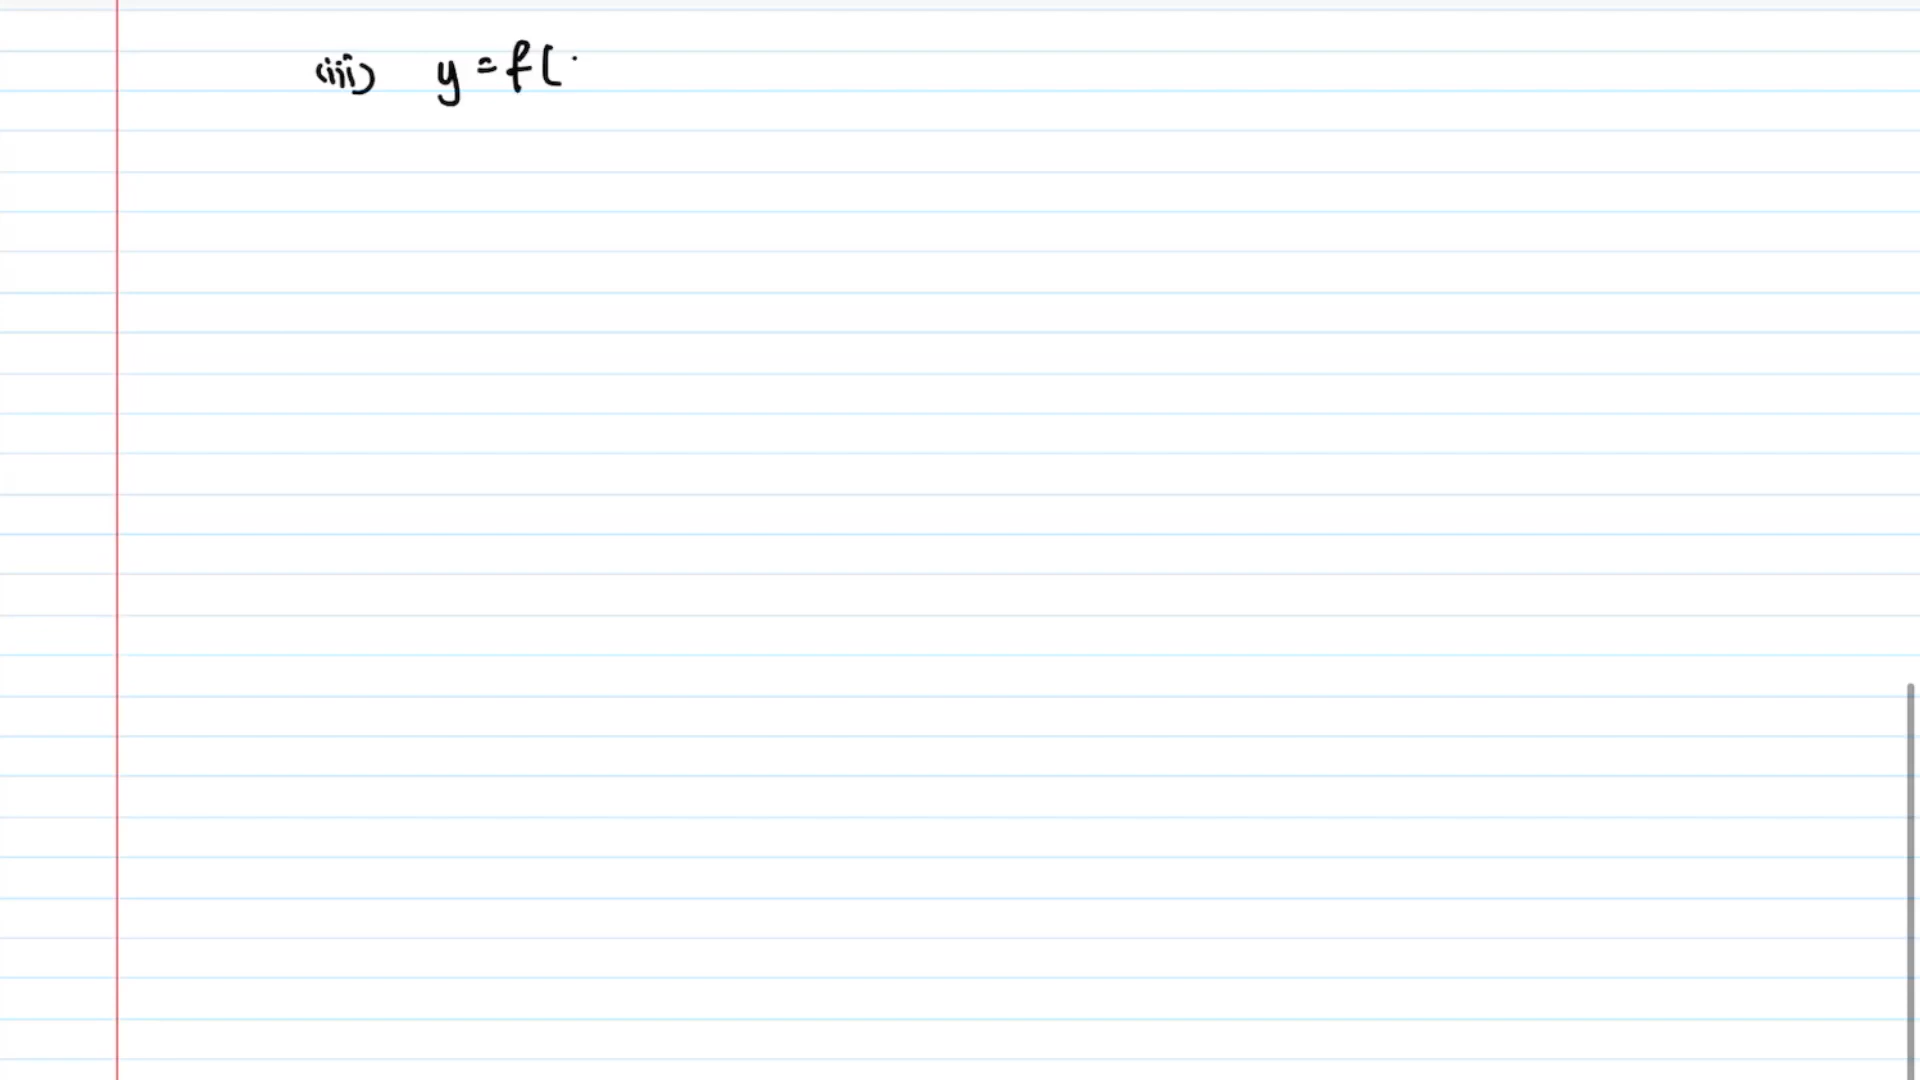 (iii) y = f(